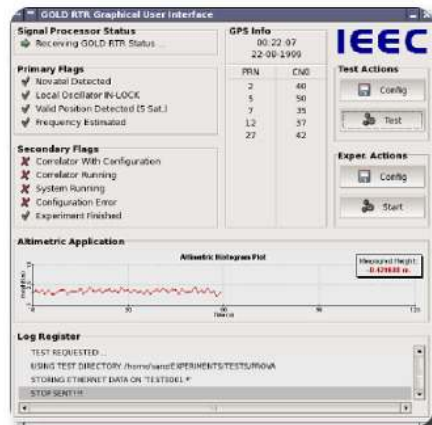 GOLD RTR Graphical User Interface
Signal Processor Status
Receiving GOLD-RTR Status ...
GPS Info
00:22:07
22-08-1999
PRN CN0
2 40
5 50
7 35
12 37
27 42
IEEC
Primary Flags
Novatel Detected
Local Oscillator IN-LOCK
Valid Position Detected (5 Sat.)
Frequency Estimated
Test Actions
Config
Test
Secondary Flags
Correlator With Configuration
Correlator Running
System Running
Configuration Error
Experiment Finished
Exper. Actions
Config
Start
Altimetric Application
Altimetric Histogram Plot
Measured Height:
Log Register
TEST REQUESTED ...
USING TEST DIRECTORY
STORING ETHERNET DATA ON
STOP SENT!!!